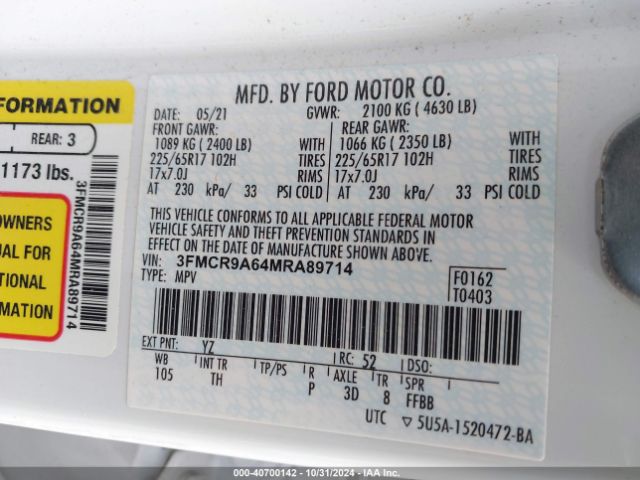 FORMATION
REAR: 3
1173 lbs.
OWNERS
UAL FOR
TIONAL
INFORMATION
3FMCR9A64MRA89714
MFD. BY FORD MOTOR CO.
DATE: 05/21 GVWR: 2100 KG ( 4630 LB)
FRONT GAWR: REAR GAWR:
1089 KG ( 2400 LB) WITH 1066 KG ( 2350 LB) WITH
225/65R17 102H TIRES 225/65R17 102H TIRES
17x7.0J RIMS 17x7.0J RIMS
AT 230 kPa/ 33 PSI COLD AT 230 kPa/ 33 PSI COLD
THIS VEHICLE CONFORMS TO ALL APPLICABLE FEDERAL MOTOR
VEHICLE SAFETY AND THEFT PREVENTION STANDARDS IN
EFFECT ON THE DATE OF MANUFACTURE SHOWN ABOVE.
VIN: 3FMCR9A64MRA89714
TYPE: MPV
F0162
T0403
EXT PNT: YZ RC: 52 DSO:
WB INT TR TP/PS R AXLE TR SPR
105 TH P 3D 8 FFBB
UTC ▽ 5U5A-1520472-BA
000-40700142 - 10/31/2024 - IAA Inc.